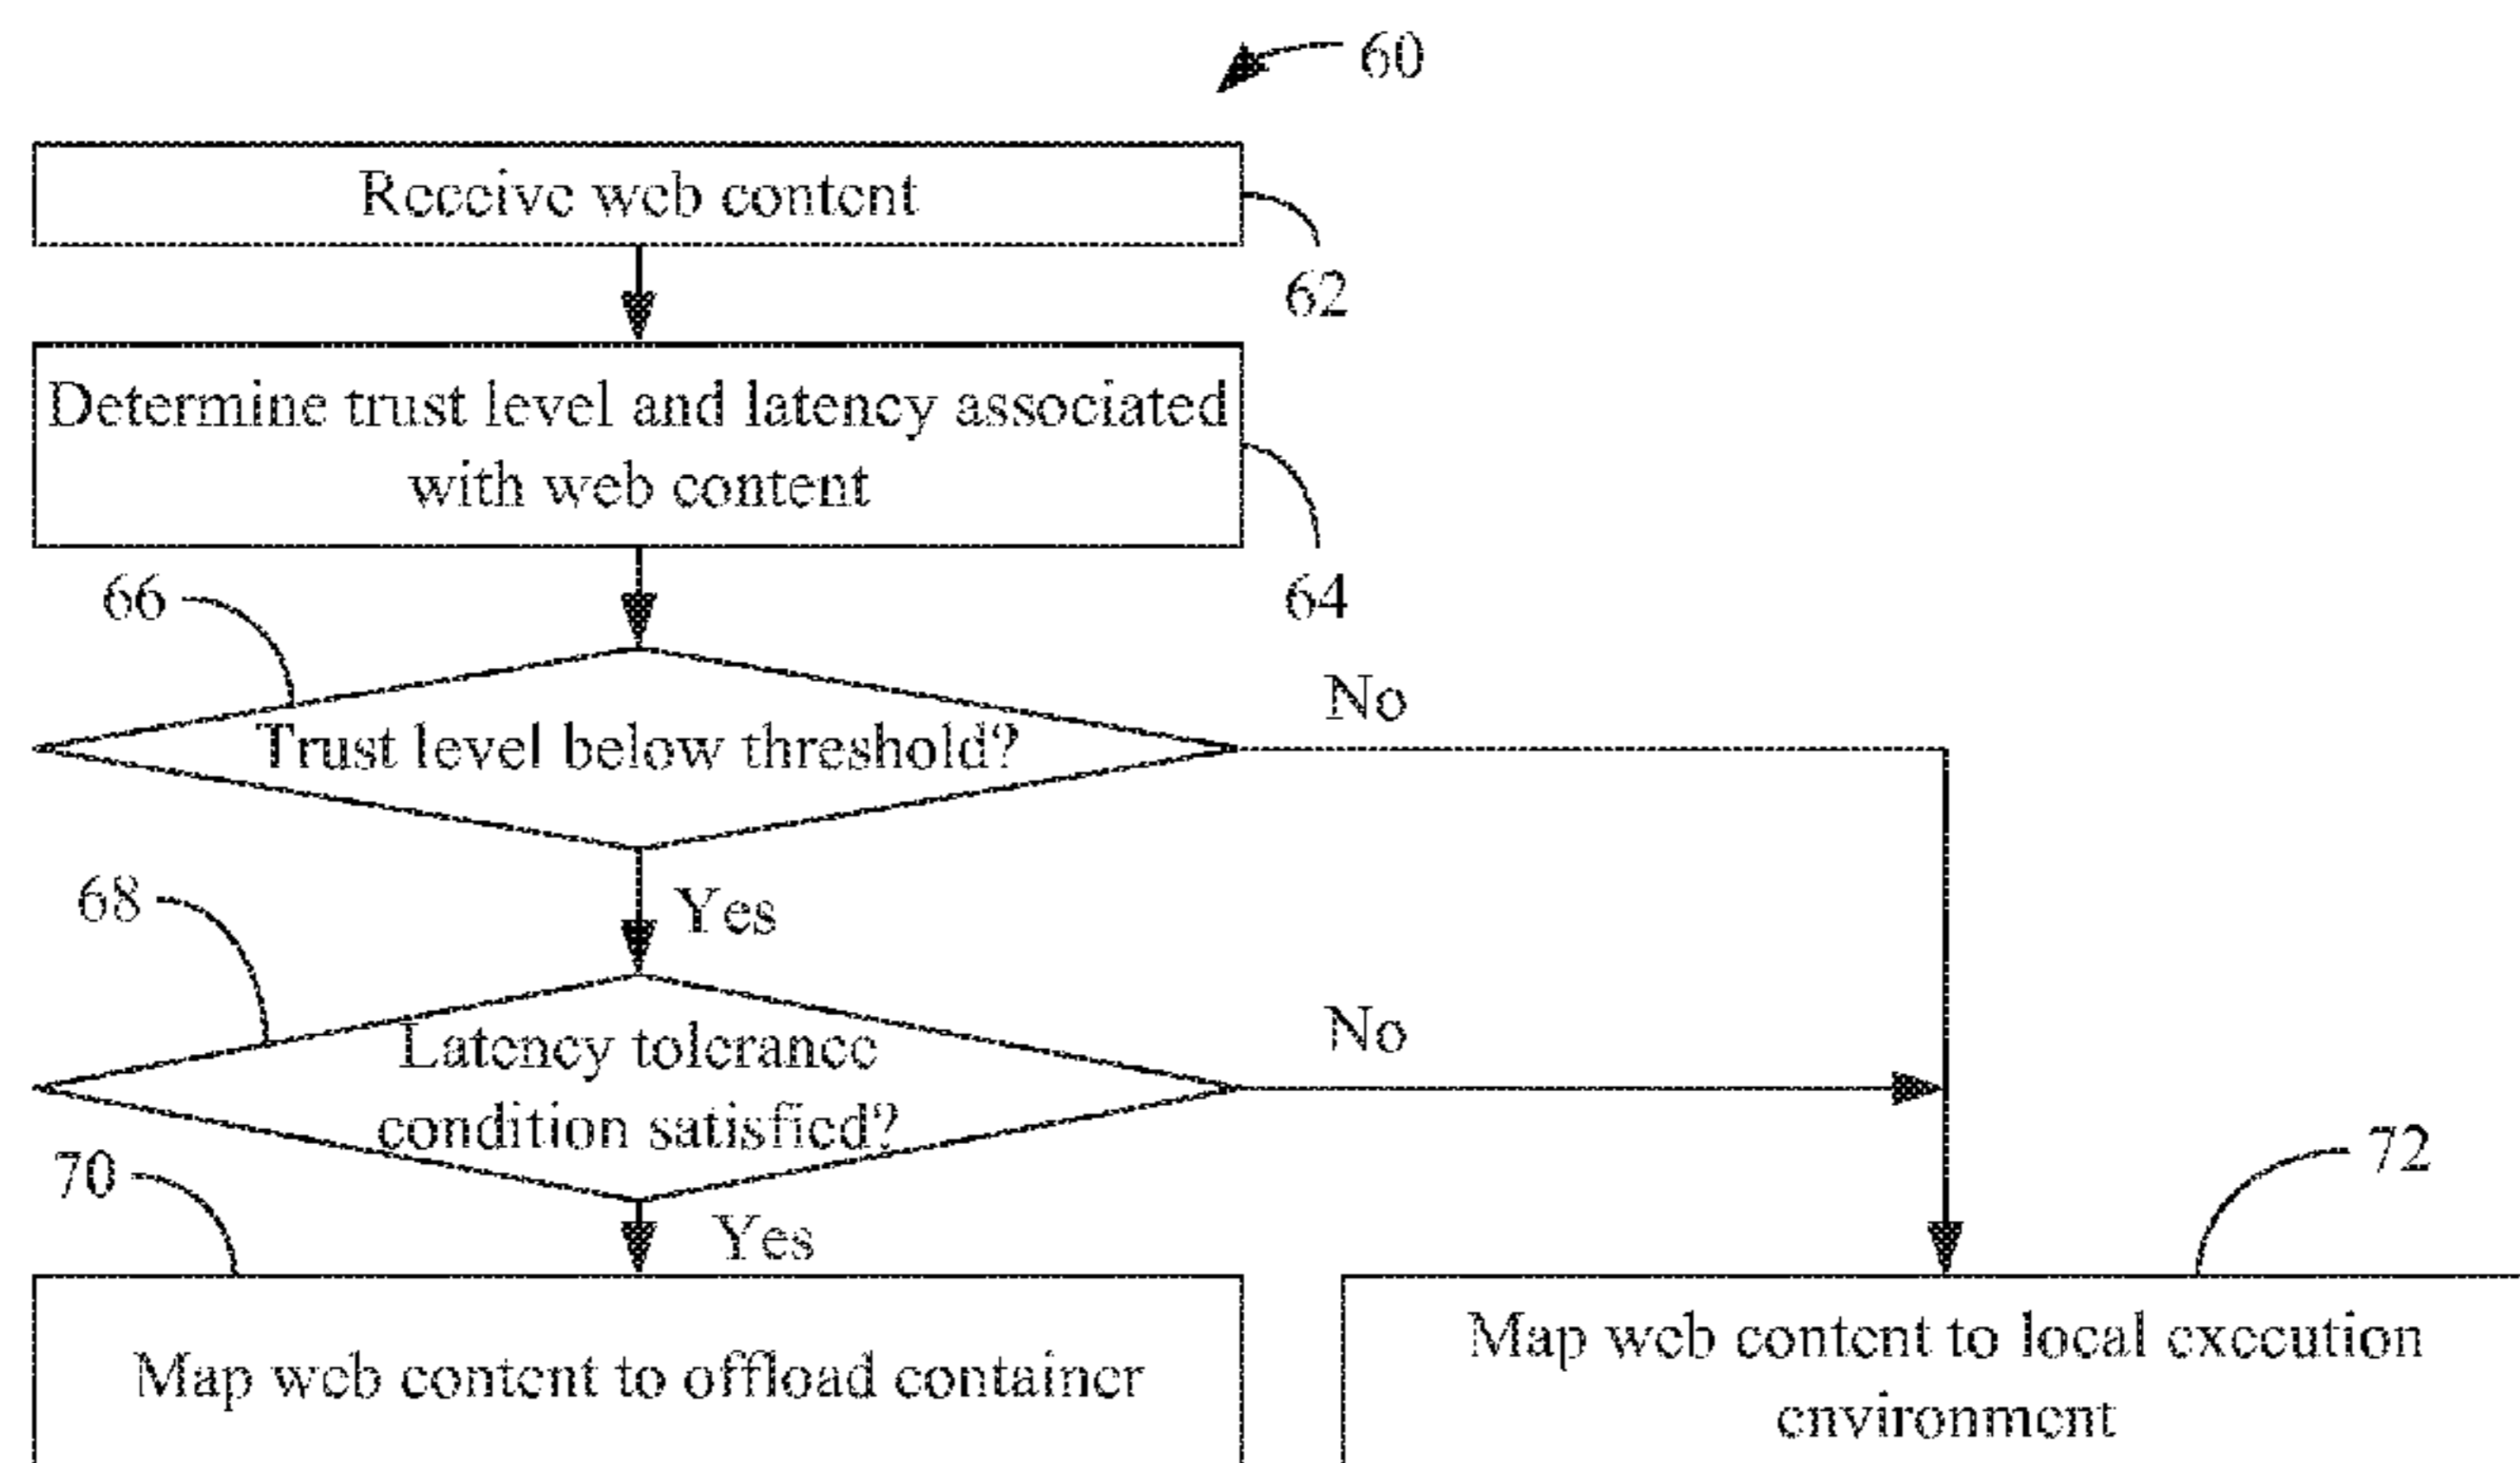 60
Receive web content
62
Determine trust level and latency associated
with web content
64
66
Trust level below threshold?
No
Yes
68
Latency tolerance
condition satisfied?
No
Yes
70
72
Map web content to offload container
Map web content to local execution
environment